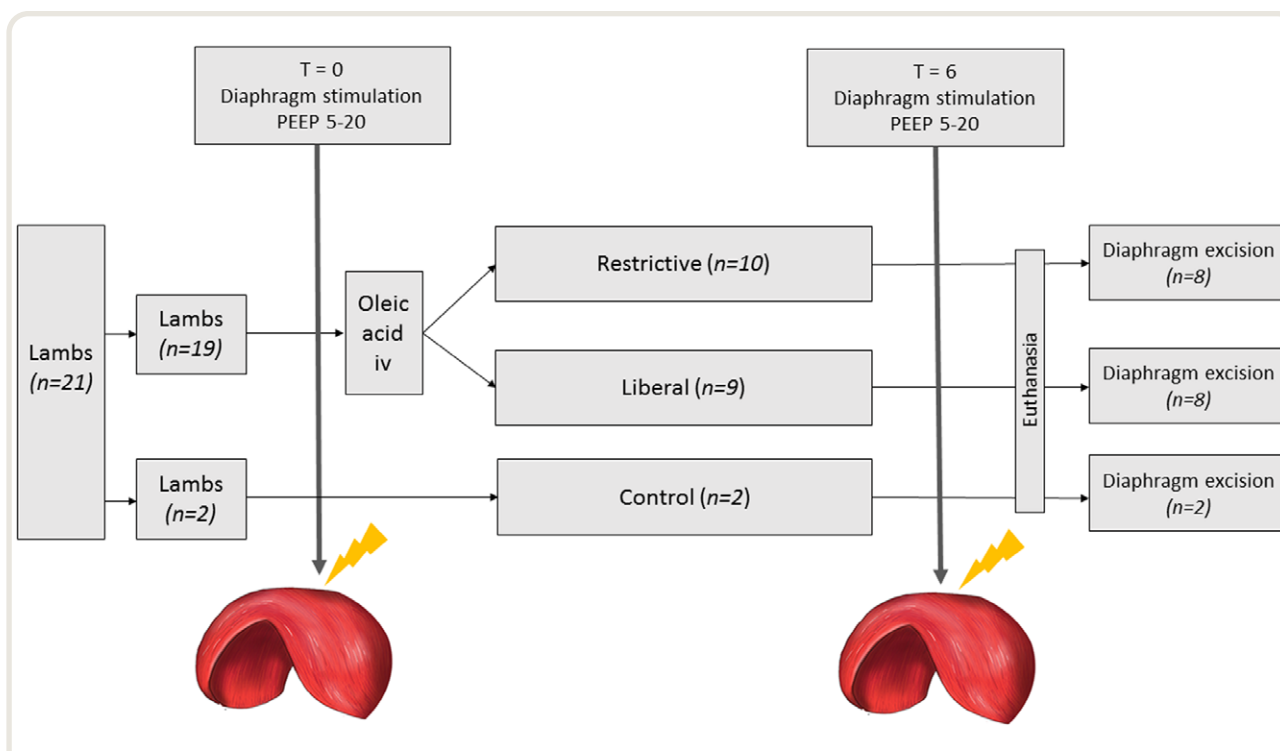 T = 0
Diaphragm stimulation
PEEP 5-20
T = 6
Diaphragm stimulation
PEEP 5-20
Lambs
(n=21)
Lambs
(n=19)
Lambs
(n=2)
Oleic
acid
iv
Restrictive (n=10)
Liberal (n=9)
Control (n=2)
Euthanasia
Diaphragm excision
(n=8)
Diaphragm excision
(n=8)
Diaphragm excision
(n=2)